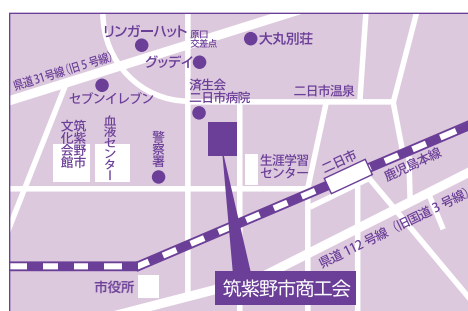 リンガーハット
原口
交差点
大丸別荘
グッデイ
県道31号線(旧5号線)
セブンイレブン
済生会
二日市病院
二日市温泉
筑紫野市
文化会館
血液センター
警察署
生涯学習
センター
二日市
鹿児島本線
県道112号線(旧国道3号線)
市役所
筑紫野市商工会